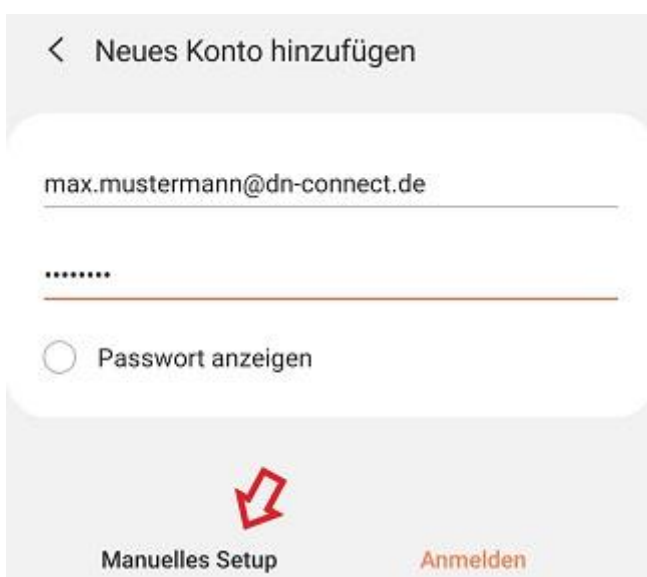 Neues Konto hinzufügen
max.mustermann@dn-connect.de
••••••••
Passwort anzeigen
Manuelles Setup Anmelden